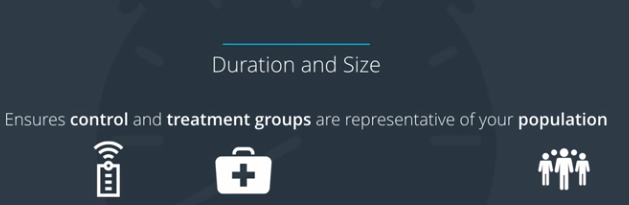 Duration and Size
Ensures control and treatment groups are representative of your population